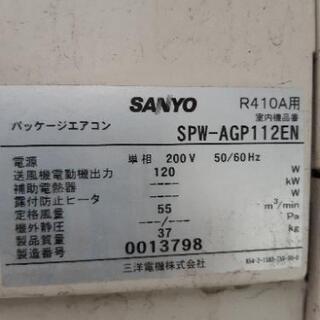 SANYO R410A用
室内機品番
パッケージエアコン SPW-AGP112EN
電源 単相 200V 50/60Hz
送風機電動機出力 120 W
補助電熱器 --- kW
露付防止ヒータ --- W
定格風量 55 m³/min
機外静圧 ---/--- Pa
製品質量 37 kg
製造番号 0013798
三洋電機株式会社